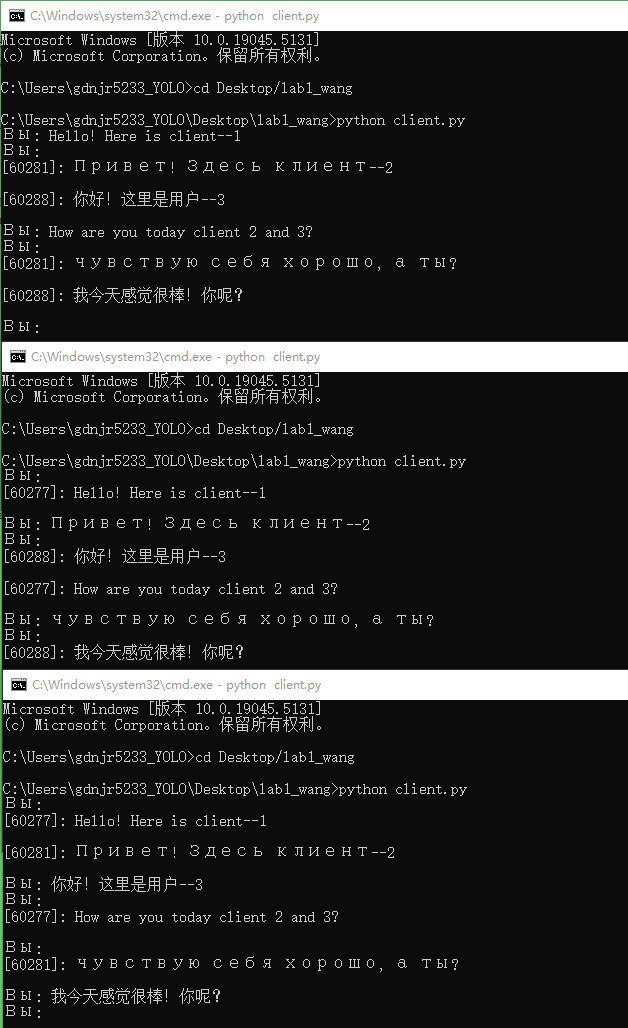 C:\Windows\system32\cmd.exe - python  client.py
Microsoft Windows [版本 10.0.19045.5131]
(c) Microsoft Corporation。保留所有权利。
C:\Users\gdnjr5233_YOLO>cd Desktop/lab1_wang
C:\Users\gdnjr5233_YOLO\Desktop\lab1_wang>python client.py
Вы: Hello! Here is client--1
Вы:
[60281]: Привет! Здесь клиент--2
[60288]: 你好! 这里是用户--3
Вы: How are you today client 2 and 3?
Вы:
[60281]: чувствую себя хорошо, а ты?
[60288]: 我今天感觉很棒! 你呢?
Вы:
C:\Windows\system32\cmd.exe - python  client.py
Microsoft Windows [版本 10.0.19045.5131]
(c) Microsoft Corporation。保留所有权利。
C:\Users\gdnjr5233_YOLO>cd Desktop/lab1_wang
C:\Users\gdnjr5233_YOLO\Desktop\lab1_wang>python client.py
Вы:
[60277]: Hello! Here is client--1
Вы: Привет! Здесь клиент--2
Вы:
[60288]: 你好! 这里是用户--3
[60277]: How are you today client 2 and 3?
Вы: чувствую себя хорошо, а ты?
Вы:
[60288]: 我今天感觉很棒! 你呢?
C:\Windows\system32\cmd.exe - python  client.py
Microsoft Windows [版本 10.0.19045.5131]
(c) Microsoft Corporation。保留所有权利。
C:\Users\gdnjr5233_YOLO>cd Desktop/lab1_wang
C:\Users\gdnjr5233_YOLO\Desktop\lab1_wang>python client.py
Вы:
[60277]: Hello! Here is client--1
[60281]: Привет! Здесь клиент--2
Вы: 你好! 这里是用户--3
Вы:
[60277]: How are you today client 2 and 3?
Вы:
[60281]: чувствую себя хорошо, а ты?
Вы: 我今天感觉很棒! 你呢?
Вы: